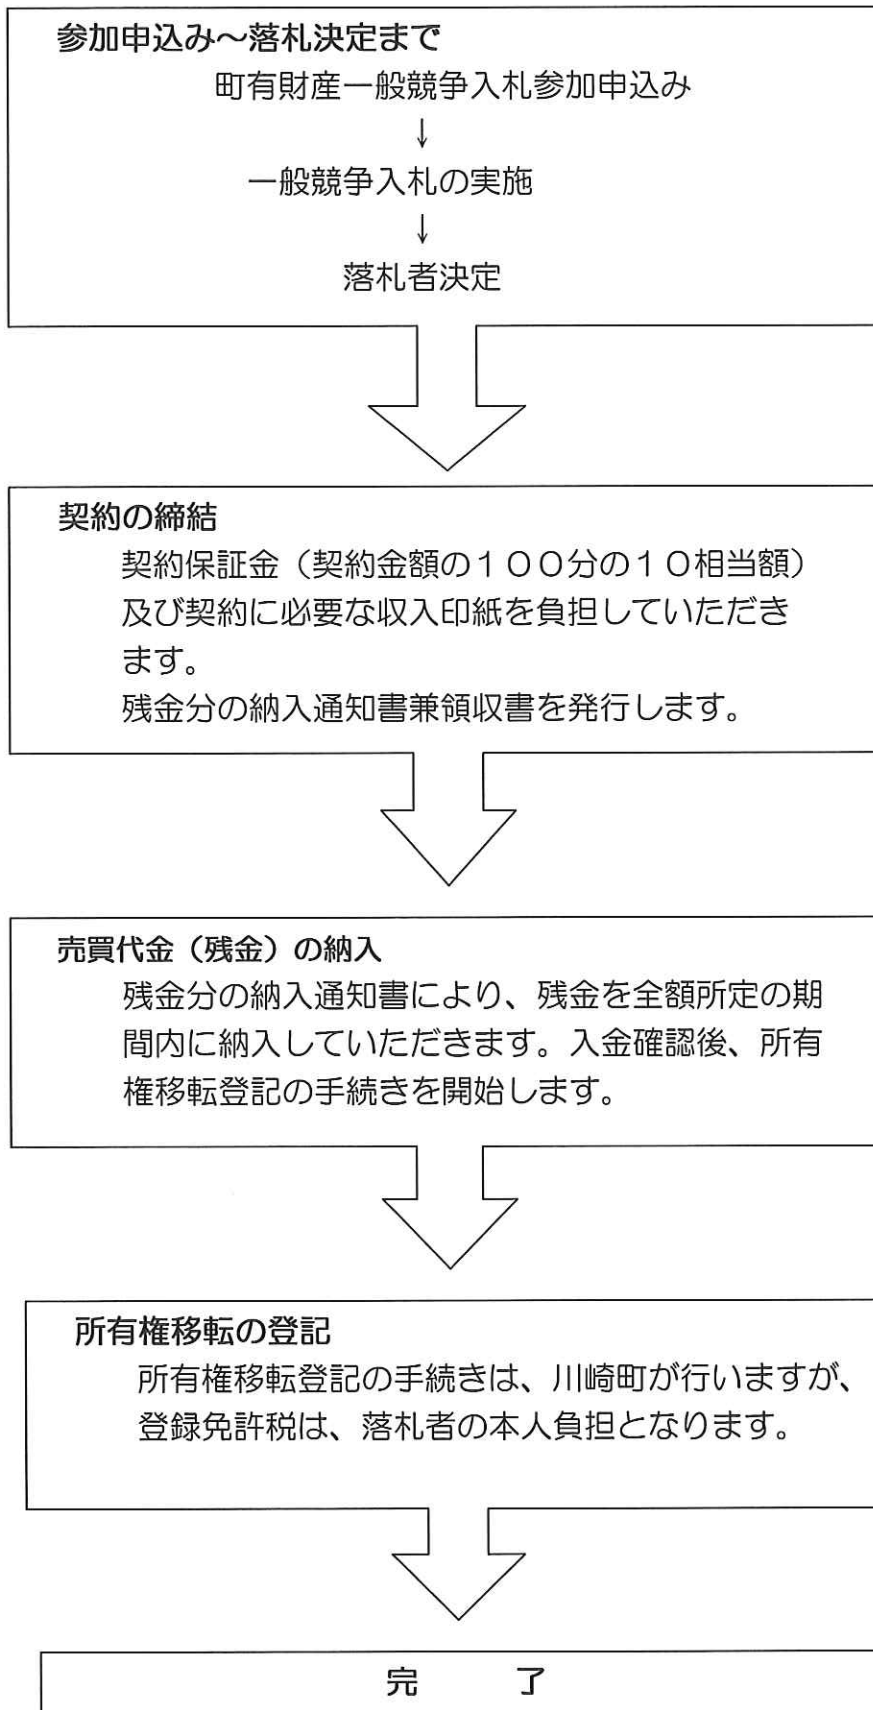 参加申込み～落札決定まで
町有財産一般競争入札参加申込み
↓
一般競争入札の実施
↓
落札者決定
契約の締結
契約保証金（契約金額の１００分の１０相当額）
及び契約に必要な収入印紙を負担していただき
ます。
残金分の納入通知書兼領収書を発行します。
売買代金（残金）の納入
残金分の納入通知書により、残金を全額所定の期
間内に納入していただきます。入金確認後、所有
権移転登記の手続きを開始します。
所有権移転の登記
所有権移転登記の手続きは、川崎町が行いますが、
登録免許税は、落札者の本人負担となります。
完　　　了